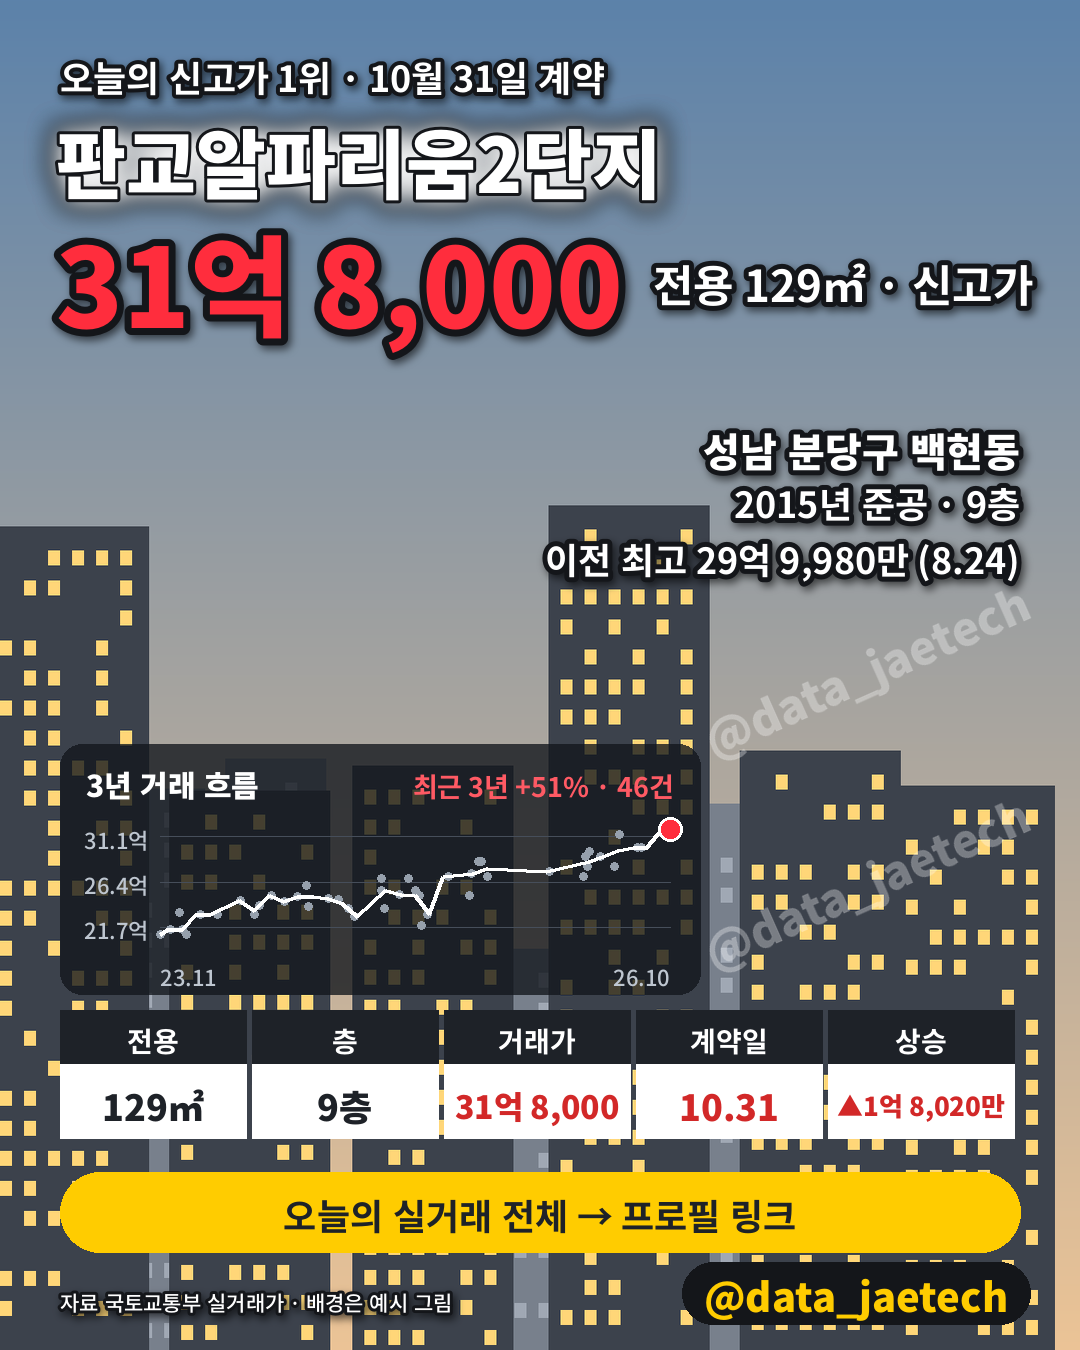 오늘의 신고가 1위 · 10월 31일 계약
판교알파리움2단지
31억 8,000 전용 129㎡ · 신고가
성남 분당구 백현동
2015년 준공 · 9층
이전 최고 29억 9,980만 (8.24)
@data_jaetech
3년 거래 흐름 최근 3년 +51% · 46건
31.1억
26.4억
21.7억
23.11 26.10
@data_jaetech
전용 층 거래가 계약일 상승
129㎡ 9층 31억 8,000 10.31 ▲1억 8,020만
오늘의 실거래 전체 → 프로필 링크
자료 국토교통부 실거래가 · 배경은 예시 그림
@data_jaetech